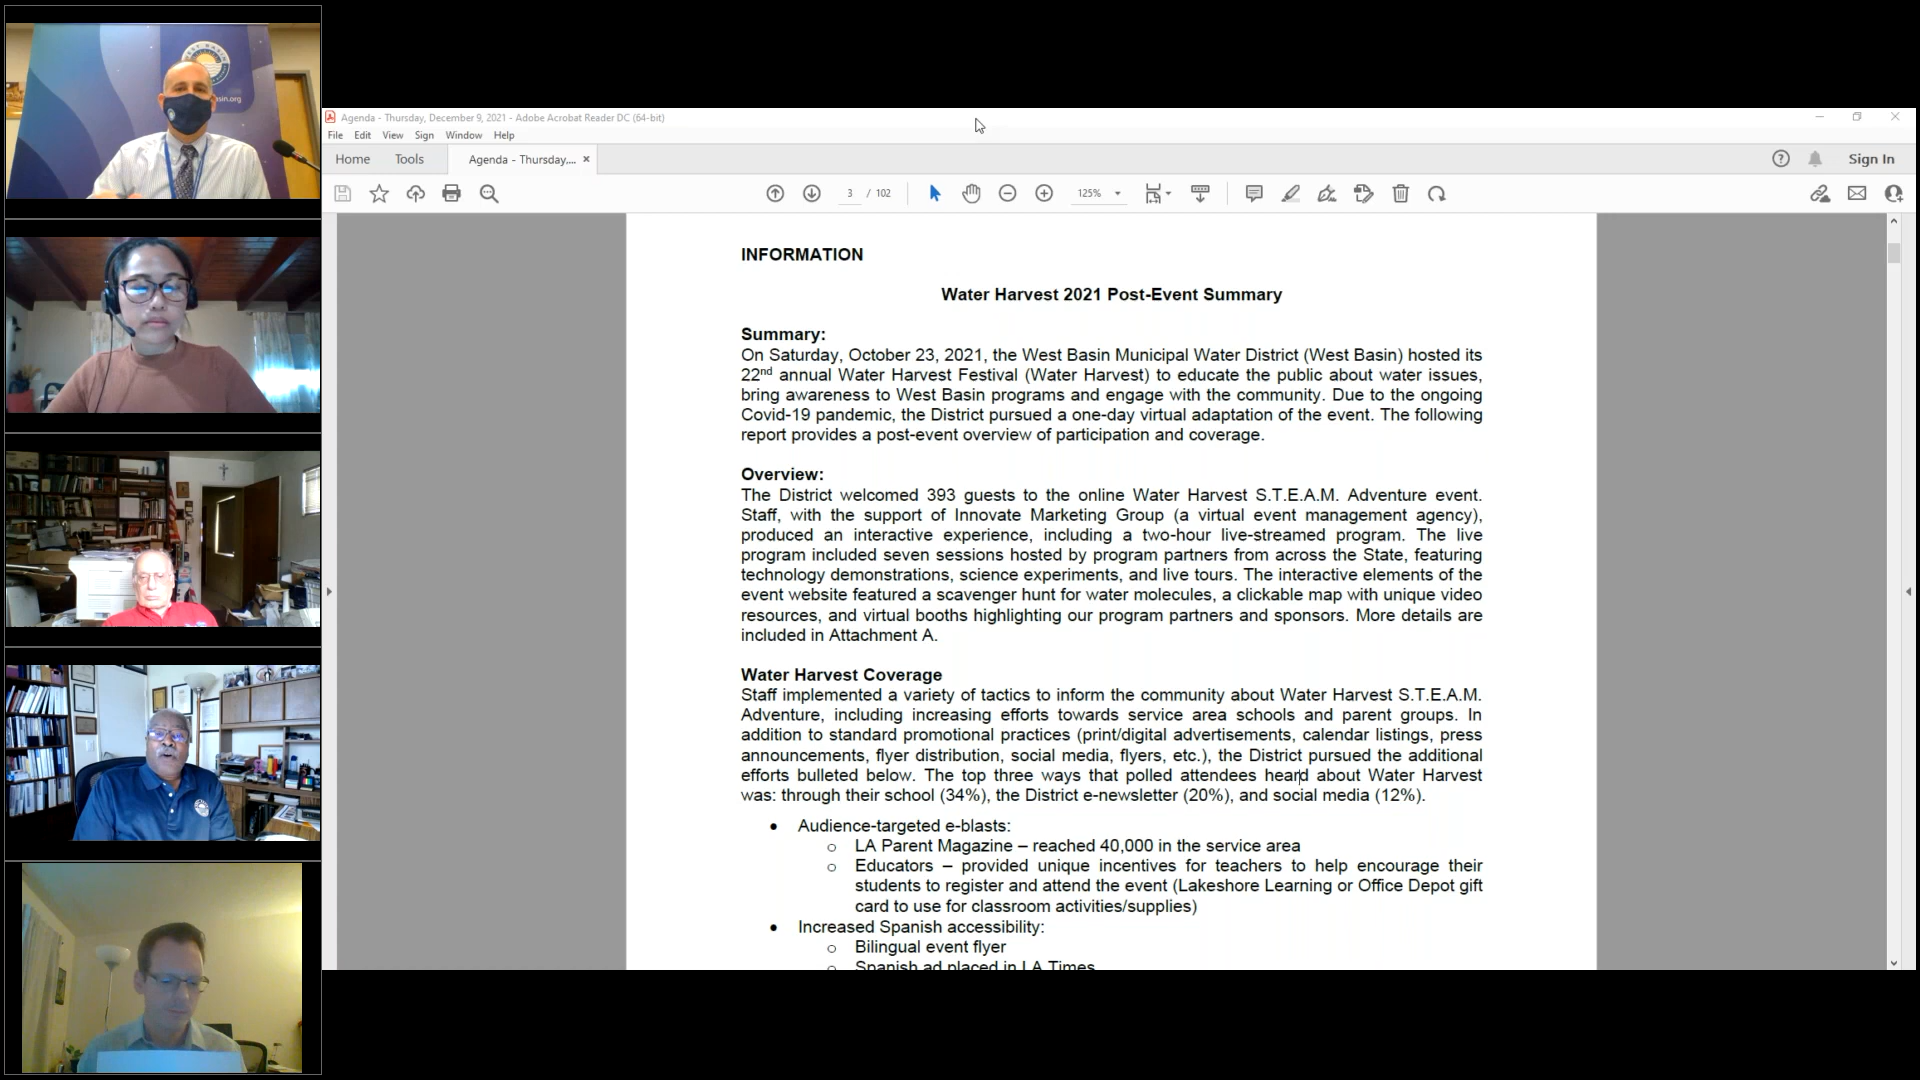 WEST BASIN
asin.org
Agenda - Thursday, December 9, 2021 - Adobe Acrobat Reader DC (64-bit)
File Edit View Sign Window Help
Home Tools Agenda - Thursday,... × Sign In
3 / 102 125%
INFORMATION
Water Harvest 2021 Post-Event Summary
Summary:
On Saturday, October 23, 2021, the West Basin Municipal Water District (West Basin) hosted its
22nd annual Water Harvest Festival (Water Harvest) to educate the public about water issues,
bring awareness to West Basin programs and engage with the community. Due to the ongoing
Covid-19 pandemic, the District pursued a one-day virtual adaptation of the event. The following
report provides a post-event overview of participation and coverage.
Overview:
The District welcomed 393 guests to the online Water Harvest S.T.E.A.M. Adventure event.
Staff, with the support of Innovate Marketing Group (a virtual event management agency),
produced an interactive experience, including a two-hour live-streamed program. The live
program included seven sessions hosted by program partners from across the State, featuring
technology demonstrations, science experiments, and live tours. The interactive elements of the
event website featured a scavenger hunt for water molecules, a clickable map with unique video
resources, and virtual booths highlighting our program partners and sponsors. More details are
included in Attachment A.
Water Harvest Coverage
Staff implemented a variety of tactics to inform the community about Water Harvest S.T.E.A.M.
Adventure, including increasing efforts towards service area schools and parent groups. In
addition to standard promotional practices (print/digital advertisements, calendar listings, press
announcements, flyer distribution, social media, flyers, etc.), the District pursued the additional
efforts bulleted below. The top three ways that polled attendees heard about Water Harvest
was: through their school (34%), the District e-newsletter (20%), and social media (12%).
• Audience-targeted e-blasts:
o LA Parent Magazine – reached 40,000 in the service area
o Educators – provided unique incentives for teachers to help encourage their
students to register and attend the event (Lakeshore Learning or Office Depot gift
card to use for classroom activities/supplies)
• Increased Spanish accessibility:
o Bilingual event flyer
o Spanish ad placed in LA Times